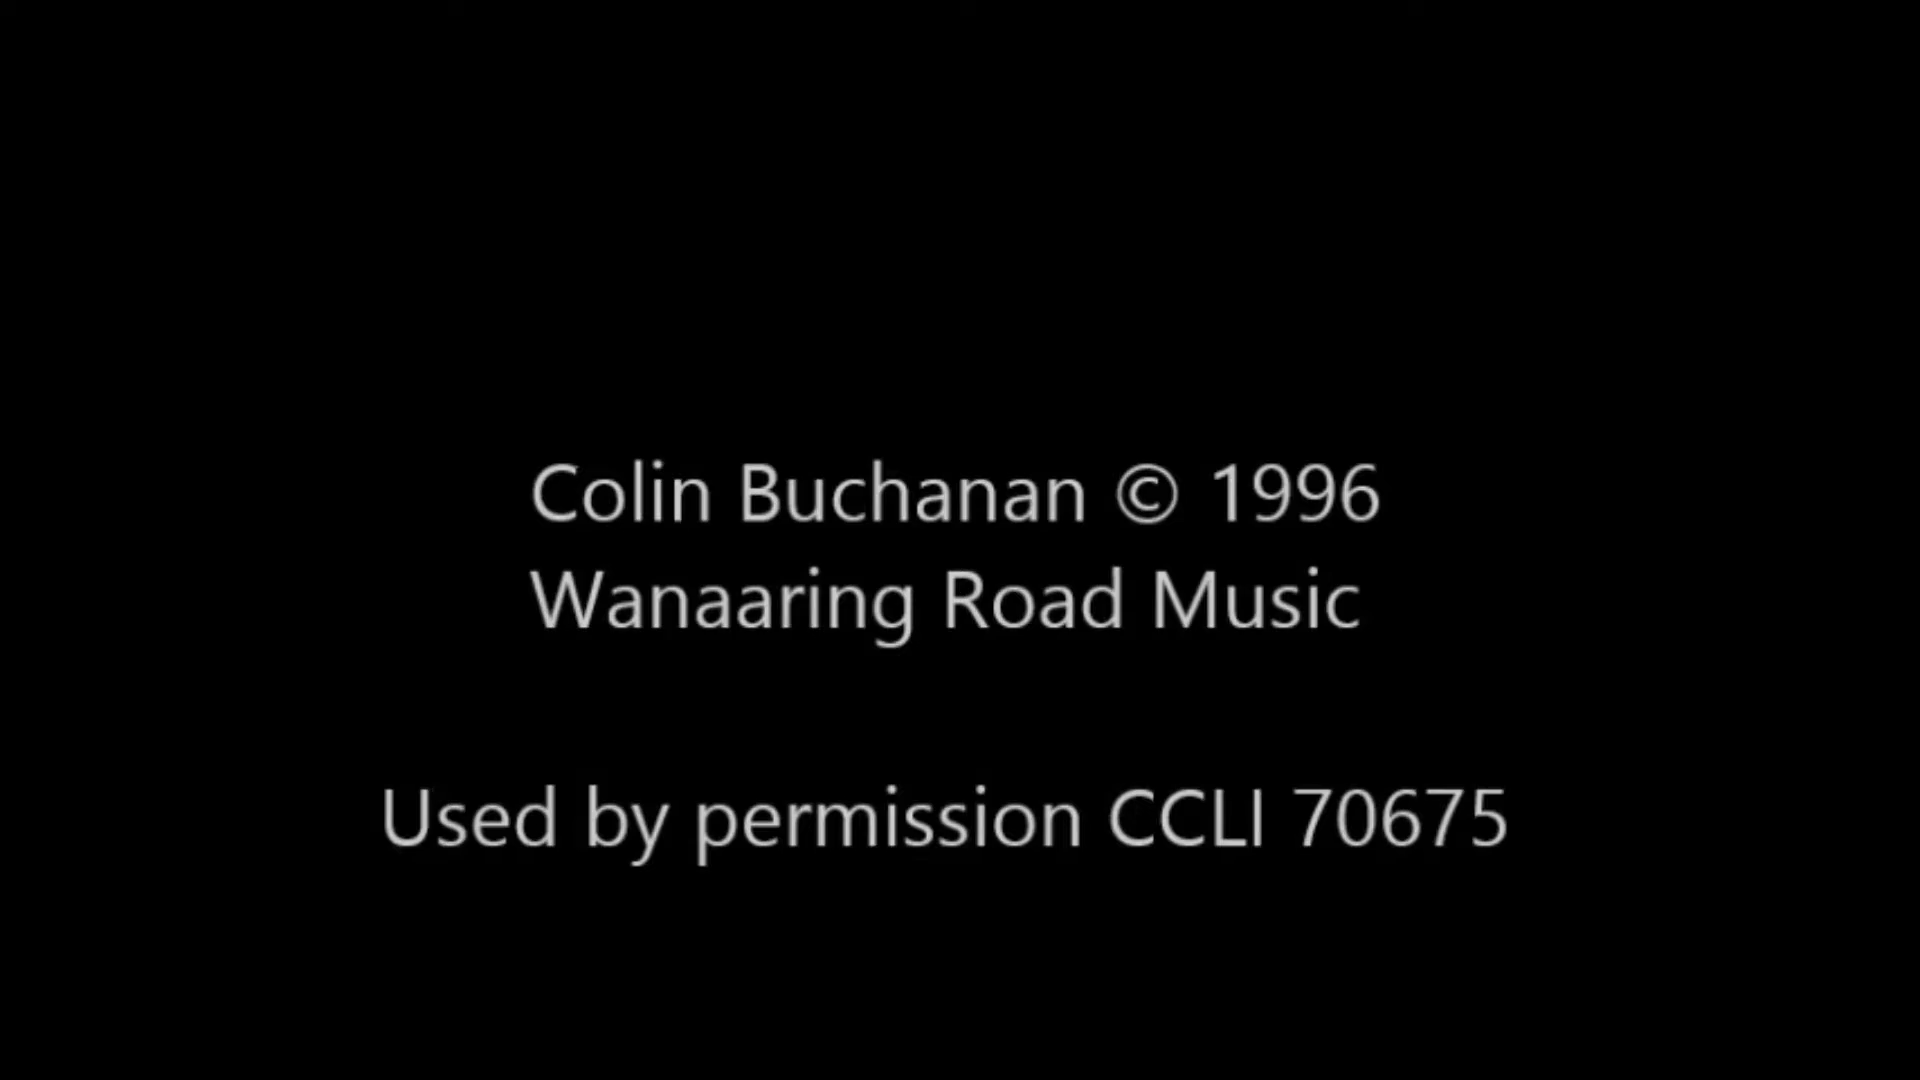 Colin Buchanan © 1996
Wanaaring Road Music
Used by permission CCLI 70675